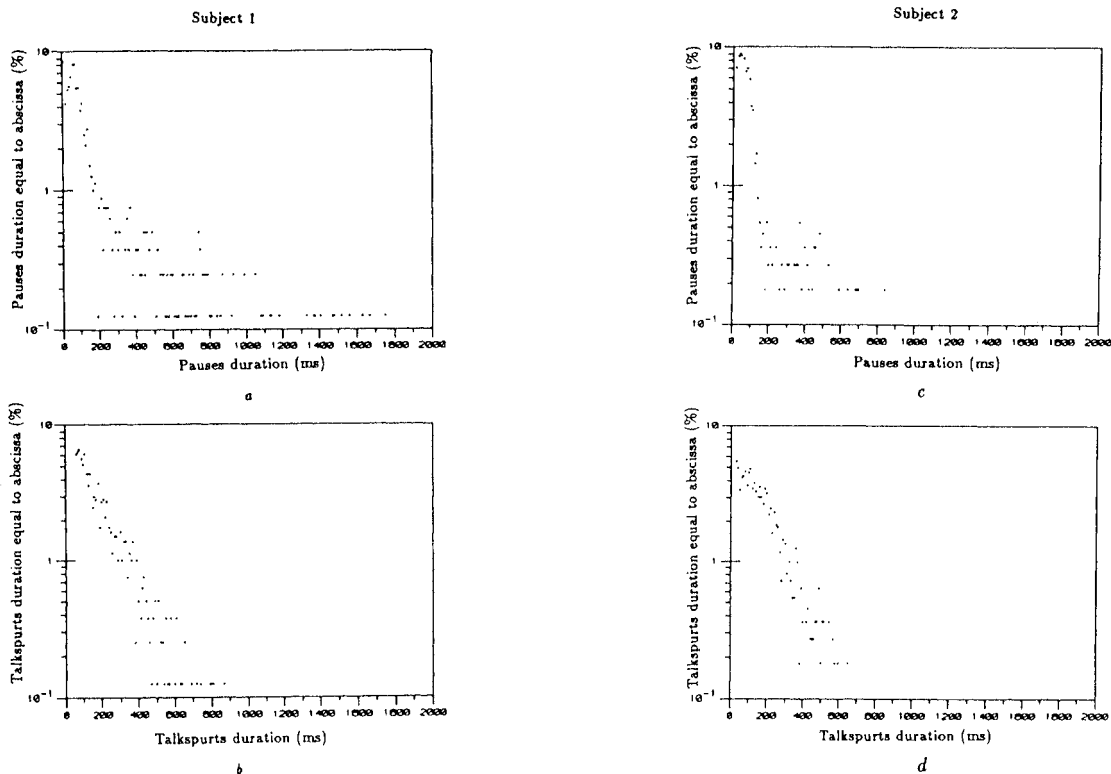 Subject 1
Pauses duration equal to abscissa (%)
10
1
10⁻¹
0 200 400 600 800 1000 1200 1400 1600 1800 2000
Pauses duration (ms)
a
Talkspurts duration equal to abscissa (%)
10
1
10⁻¹
0 200 400 600 800 1000 1200 1400 1600 1800 2000
Talkspurts duration (ms)
b
Subject 2
Pauses duration equal to abscissa (%)
10
1
10⁻¹
0 200 400 600 800 1000 1200 1400 1600 1800 2000
Pauses duration (ms)
c
Talkspurts duration equal to abscissa (%)
10
1
10⁻¹
0 200 400 600 800 1000 1200 1400 1600 1800 2000
Talkspurts duration (ms)
d